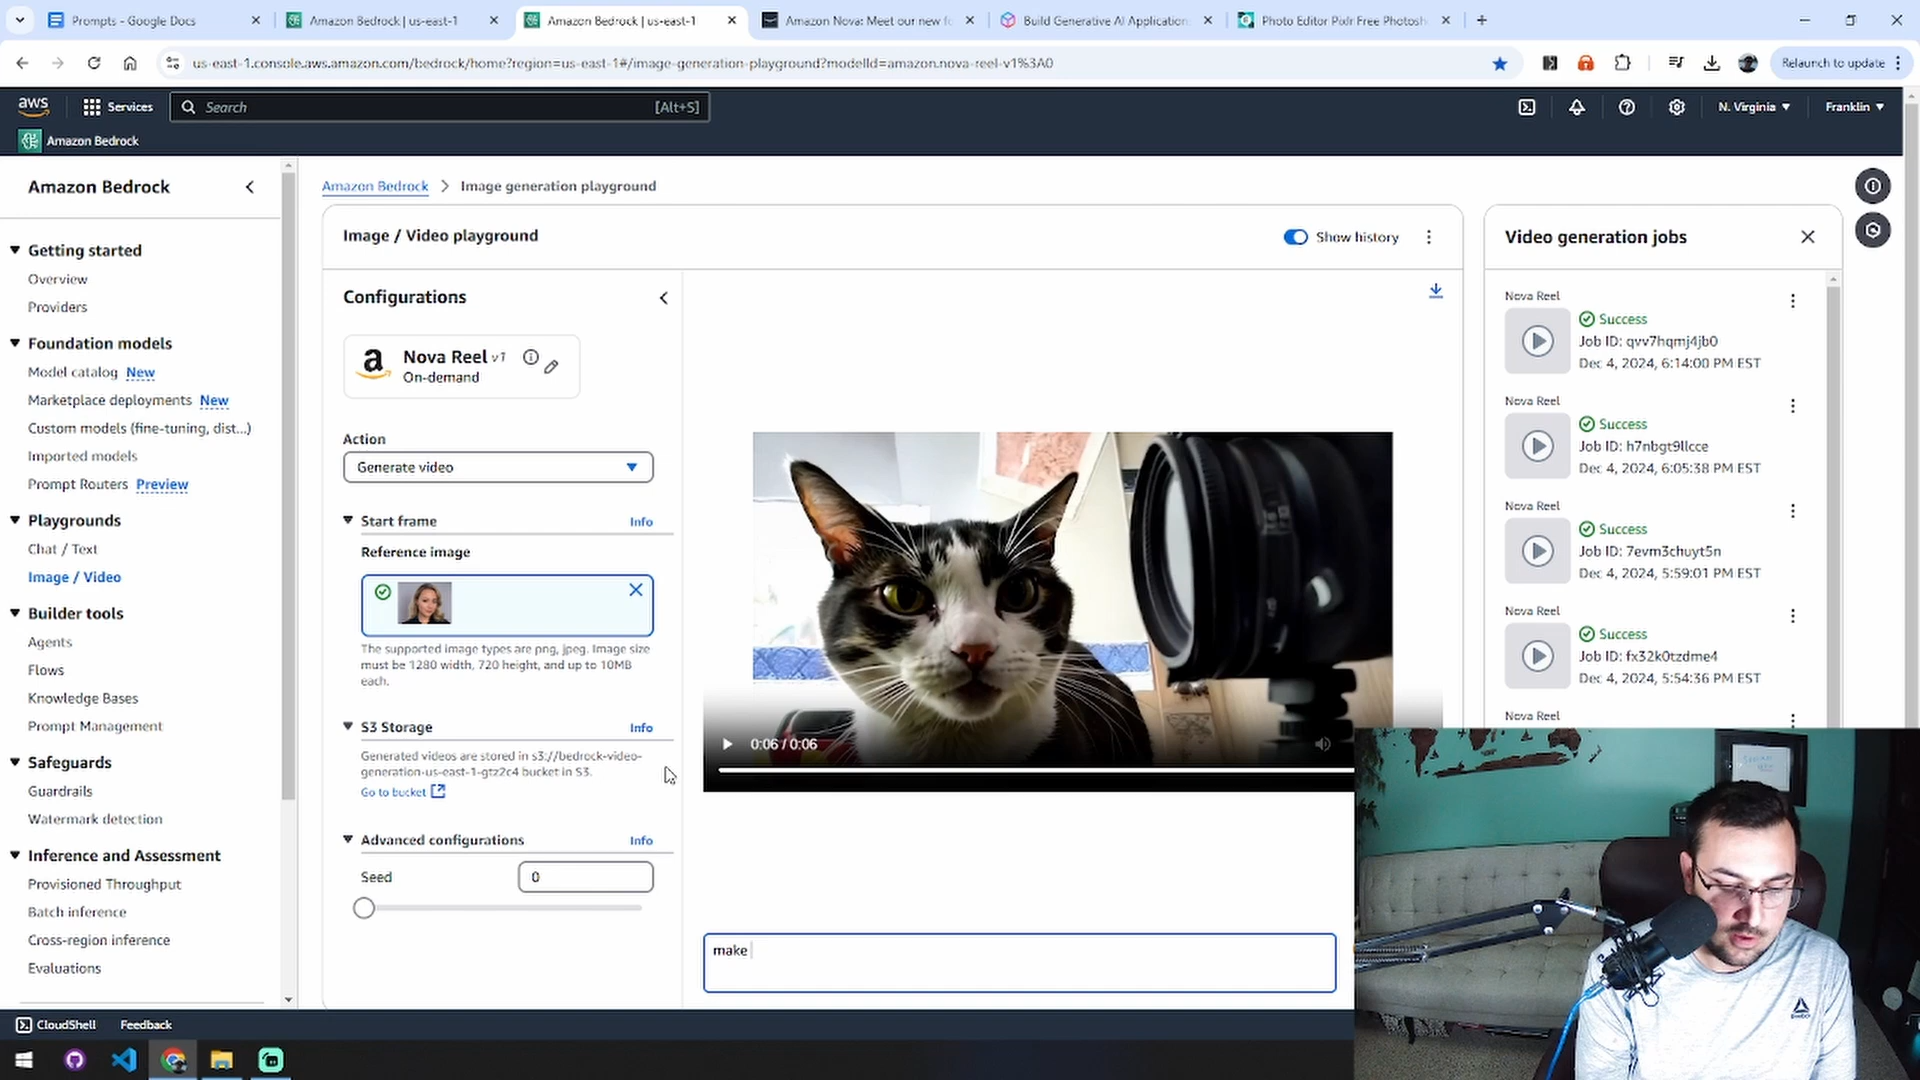 Prompts - Google Docs
Amazon Bedrock | us-east-1
Amazon Bedrock | us-east-1
Amazon Nova: Meet our new fo
Build Generative AI Application
Photo Editor Pixlr Free Photosh
us-east-1.console.aws.amazon.com/bedrock/home?region=us-east-1#/image-generation-playground?modelId=amazon.nova-reel-v1%3A0
Relaunch to update
aws
Services
Search
[Alt+S]
N. Virginia
Franklin
Amazon Bedrock
Amazon Bedrock
Getting started
Overview
Providers
Foundation models
Model catalog New
Marketplace deployments New
Custom models (fine-tuning, dist...)
Imported models
Prompt Routers Preview
Playgrounds
Chat / Text
Image / Video
Builder tools
Agents
Flows
Knowledge Bases
Prompt Management
Safeguards
Guardrails
Watermark detection
Inference and Assessment
Provisioned Throughput
Batch inference
Cross-region inference
Evaluations
Amazon Bedrock
Image generation playground
Image / Video playground
Show history
Configurations
Nova Reel v1
On-demand
Action
Generate video
Start frame
Info
Reference image
The supported image types are png, jpeg. Image size
must be 1280 width, 720 height, and up to 10MB
each.
S3 Storage
Info
Generated videos are stored in s3://bedrock-video-
generation-us-east-1-gtz2c4 bucket in S3.
Go to bucket
Advanced configurations
Info
Seed
0
0:06 / 0:06
make
Video generation jobs
Nova Reel
Success
Job ID: qvv7hqmj4jb0
Dec 4, 2024, 6:14:00 PM EST
Nova Reel
Success
Job ID: h7nbgt9llcce
Dec 4, 2024, 6:05:38 PM EST
Nova Reel
Success
Job ID: 7evm3chuyt5n
Dec 4, 2024, 5:59:01 PM EST
Nova Reel
Success
Job ID: fx32k0tzdme4
Dec 4, 2024, 5:54:36 PM EST
Nova Reel
CloudShell
Feedback